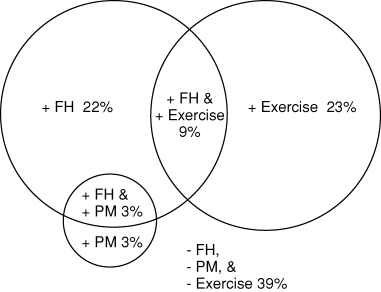 + FH 22%
+ FH &
+ Exercise
9%
+ Exercise 23%
+ FH &
+ PM 3%
+ PM 3%
- FH,
- PM, &
- Exercise 39%